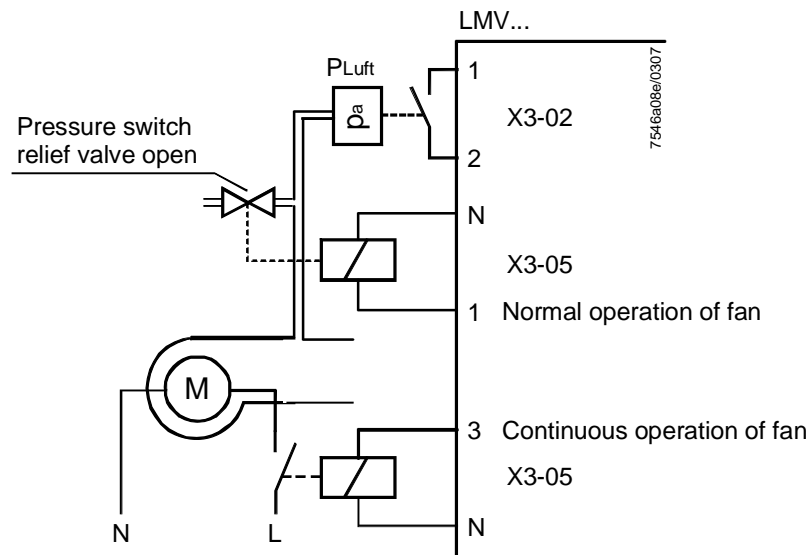 LMV...
7546a08e/0307
PLuft
1
pa
X3-02
Pressure switch
relief valve open
2
N
X3-05
1 Normal operation of fan
M
3 Continuous operation of fan
X3-05
N L N